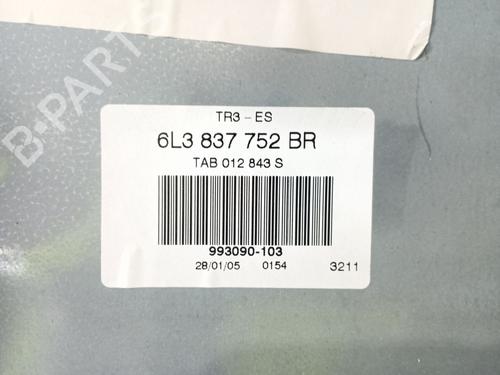 B-PARTS
TR3-ES
6L3 837 752 BR
TAB 012 843 S
993090-103
28/01/05 0154 3211